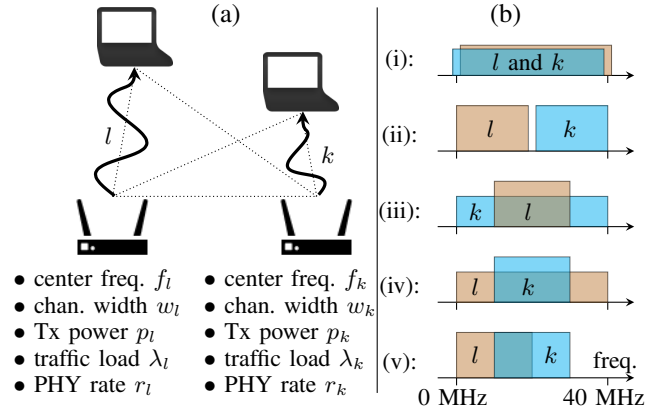 (a)
l
k
• center freq. f_l
• chan. width w_l
• Tx power p_l
• traffic load λ_l
• PHY rate r_l
• center freq. f_k
• chan. width w_k
• Tx power p_k
• traffic load λ_k
• PHY rate r_k
(b)
(i): l and k
(ii): l k
(iii): k l
(iv): l k
(v): l k freq.
0 MHz 40 MHz